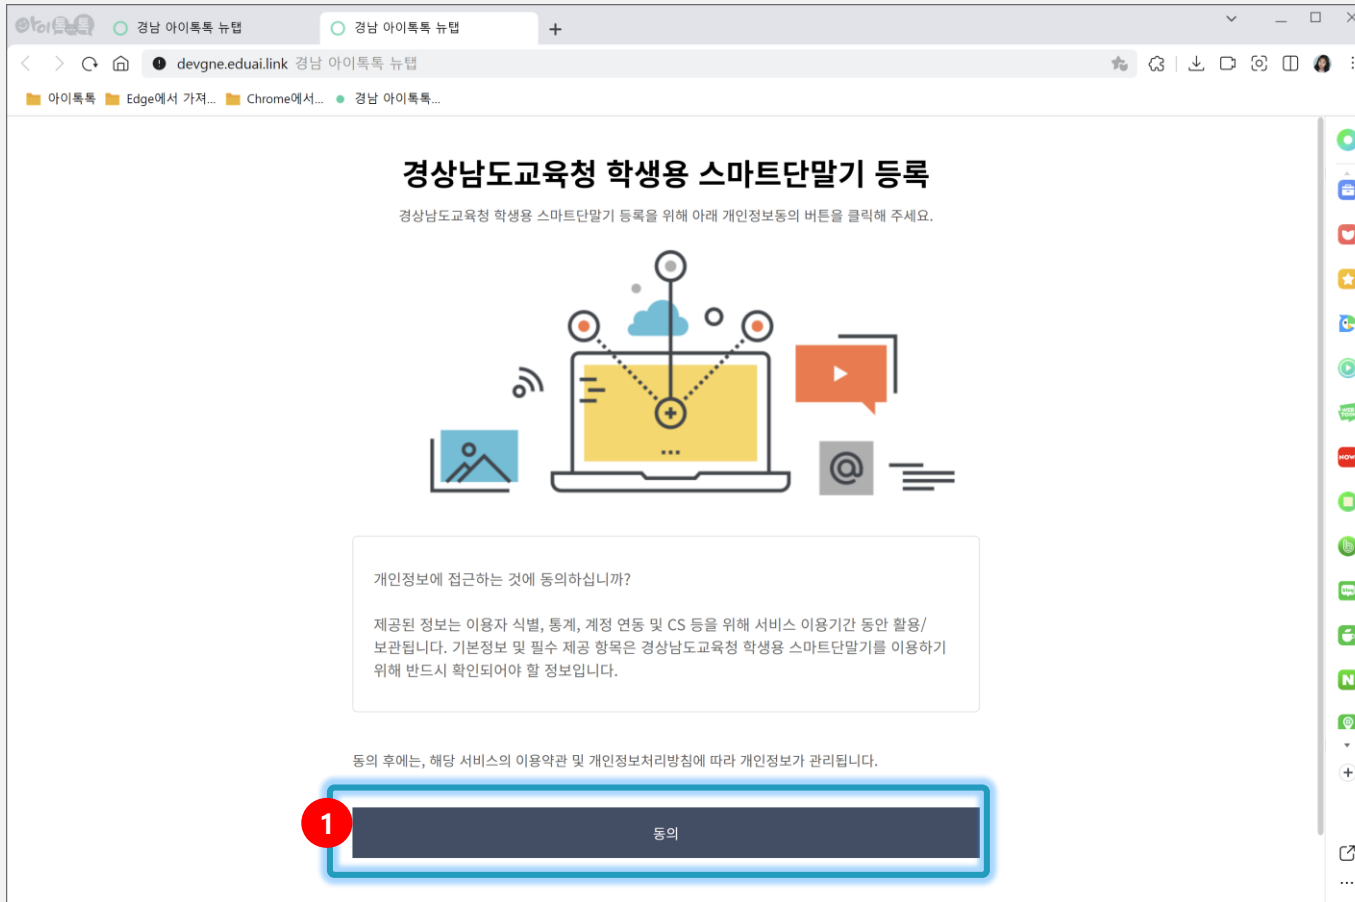 아이톡톡
경남 아이톡톡 뉴탭
경남 아이톡톡 뉴탭
devgne.eduai.link 경남 아이톡톡 뉴탭
아이톡톡
Edge에서 가져...
Chrome에서...
경남 아이톡톡...
경상남도교육청 학생용 스마트단말기 등록
경상남도교육청 학생용 스마트단말기 등록을 위해 아래 개인정보동의 버튼을 클릭해 주세요.
@
개인정보에 접근하는 것에 동의하십니까?
제공된 정보는 이용자 식별, 통계, 계정 연동 및 CS 등을 위해 서비스 이용기간 동안 활용/
보관됩니다. 기본정보 및 필수 제공 항목은 경상남도교육청 학생용 스마트단말기를 이용하기
위해 반드시 확인되어야 할 정보입니다.
동의 후에는, 해당 서비스의 이용약관 및 개인정보처리방침에 따라 개인정보가 관리됩니다.
1
동의
WEB
TOON
NOW
b
blog
N